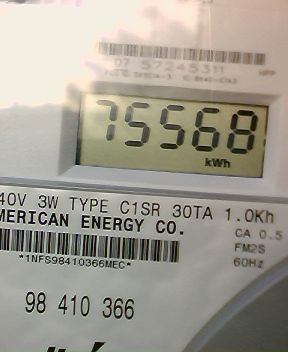 07 57245311
75568
kWh
40V 3W TYPE C1SR 30TA 1.0Kh
MERICAN ENERGY CO.
CA 0.5
FM2S
*1NFS98410366MEC*
60Hz
98 410 366